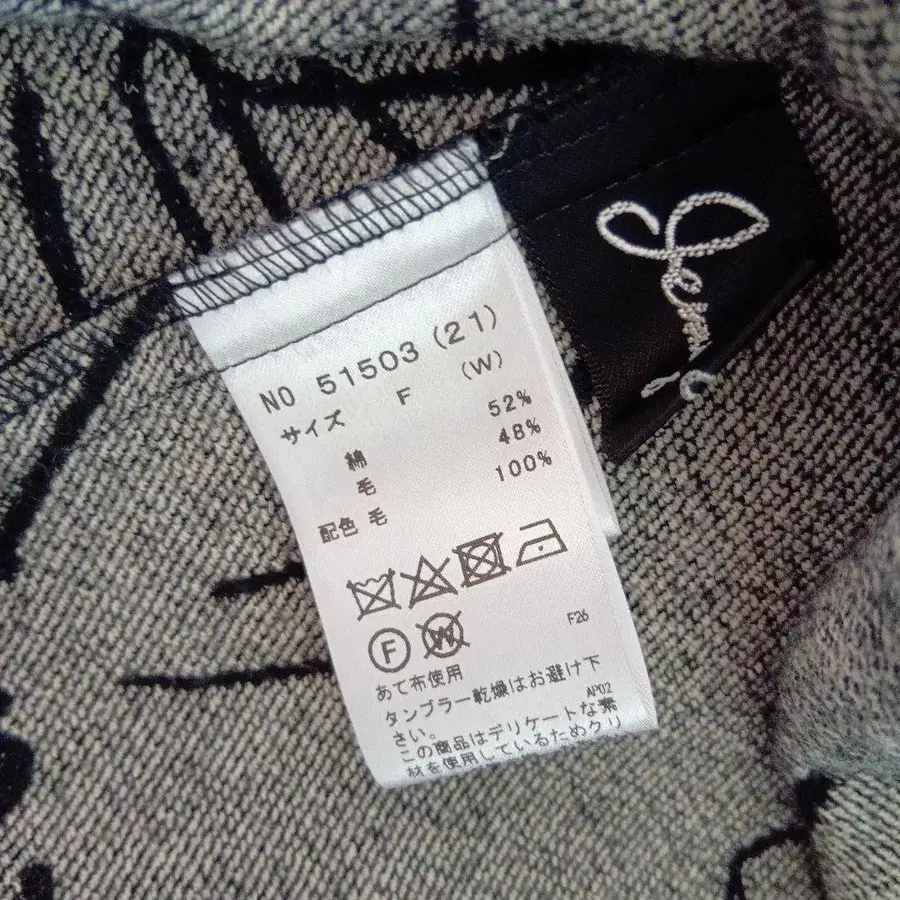 NO 51503 (21)
サイズ F (W)
綿 52%
毛 48%
配色 毛 100%
F W
F26
あて布使用
タンブラー乾燥はお避け下
さい。
AP02
この商品はデリケートな素
材を使用しているためクリ